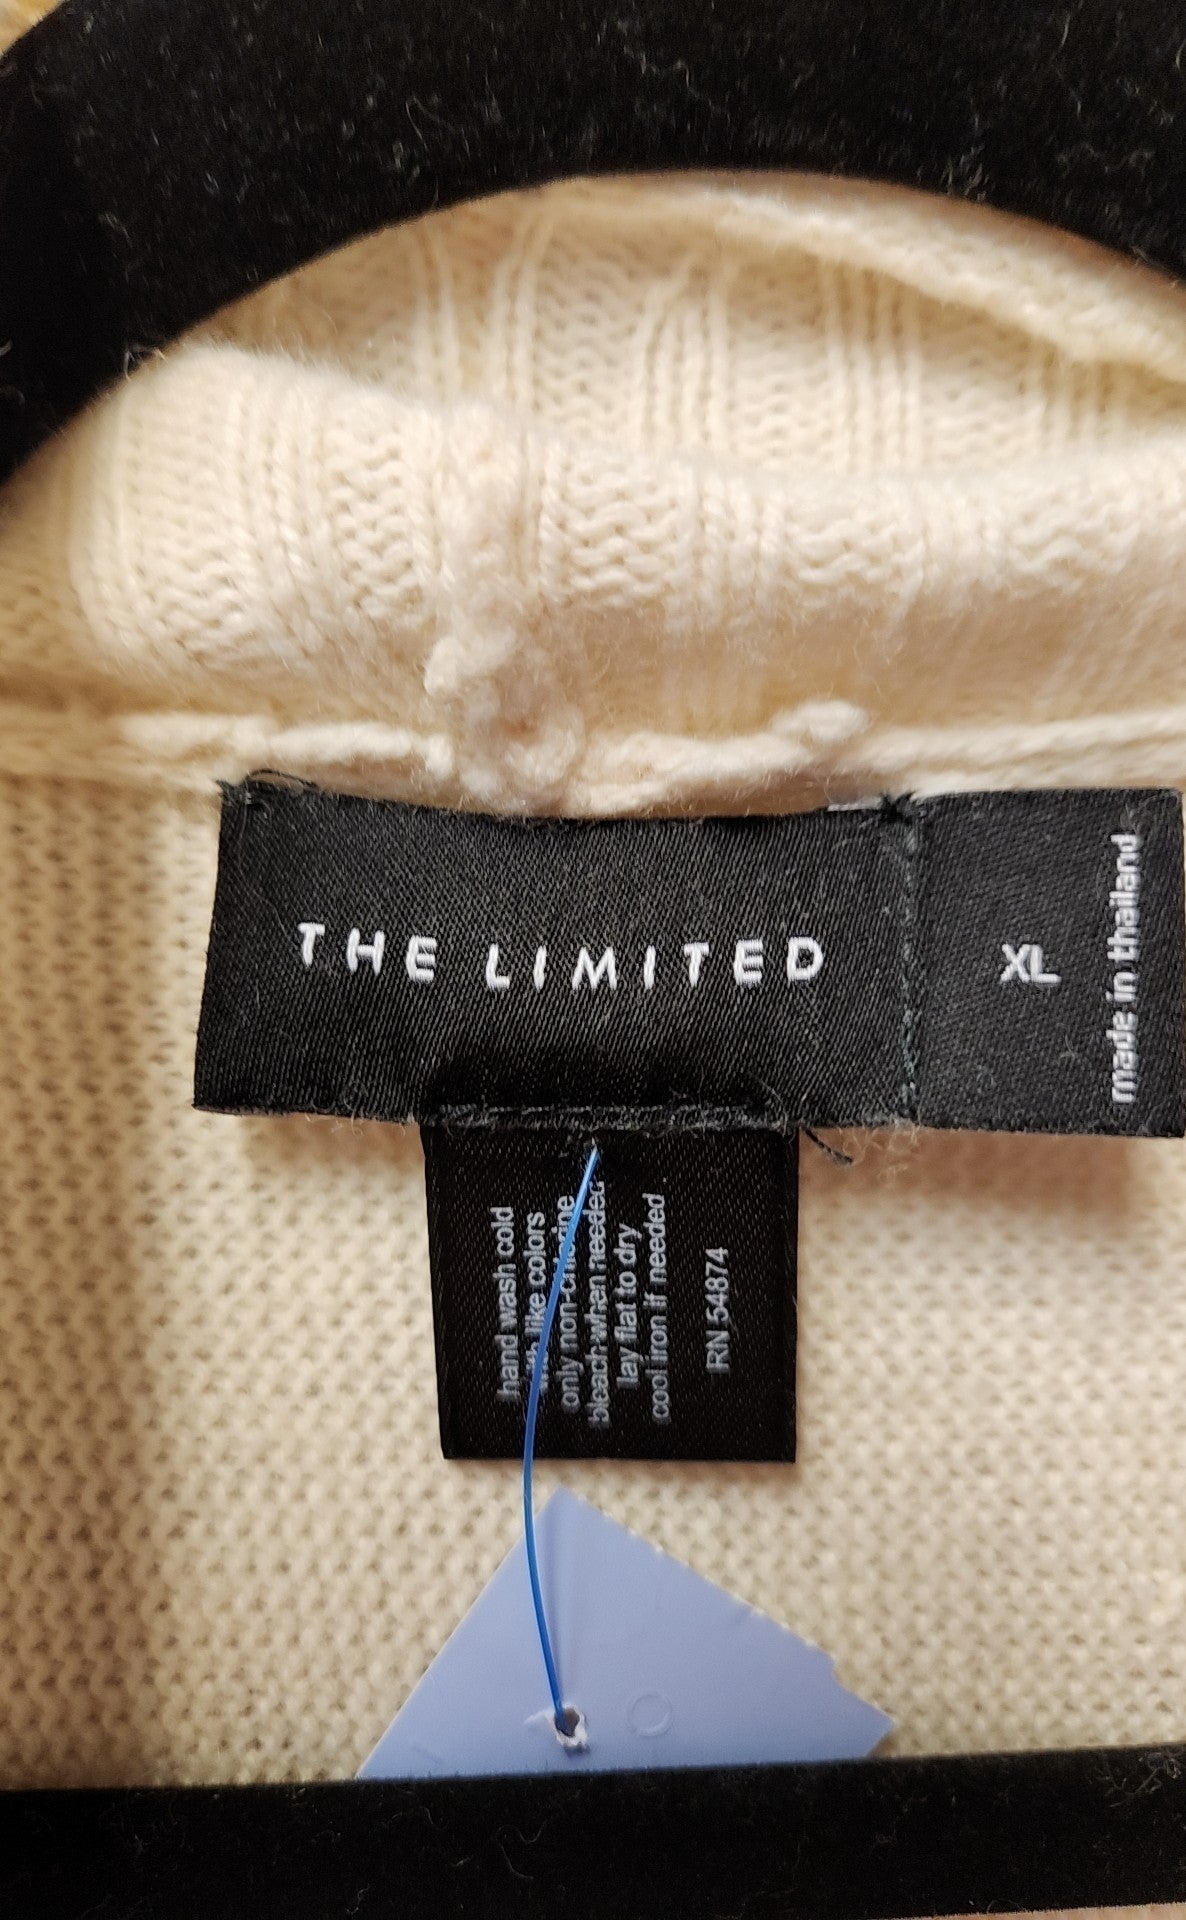 THE LIMITED
XL
made in thailand
hand wash cold
with like colors
only non-chlorine
bleach when needed
lay flat to dry
cool iron if needed
RN 54874